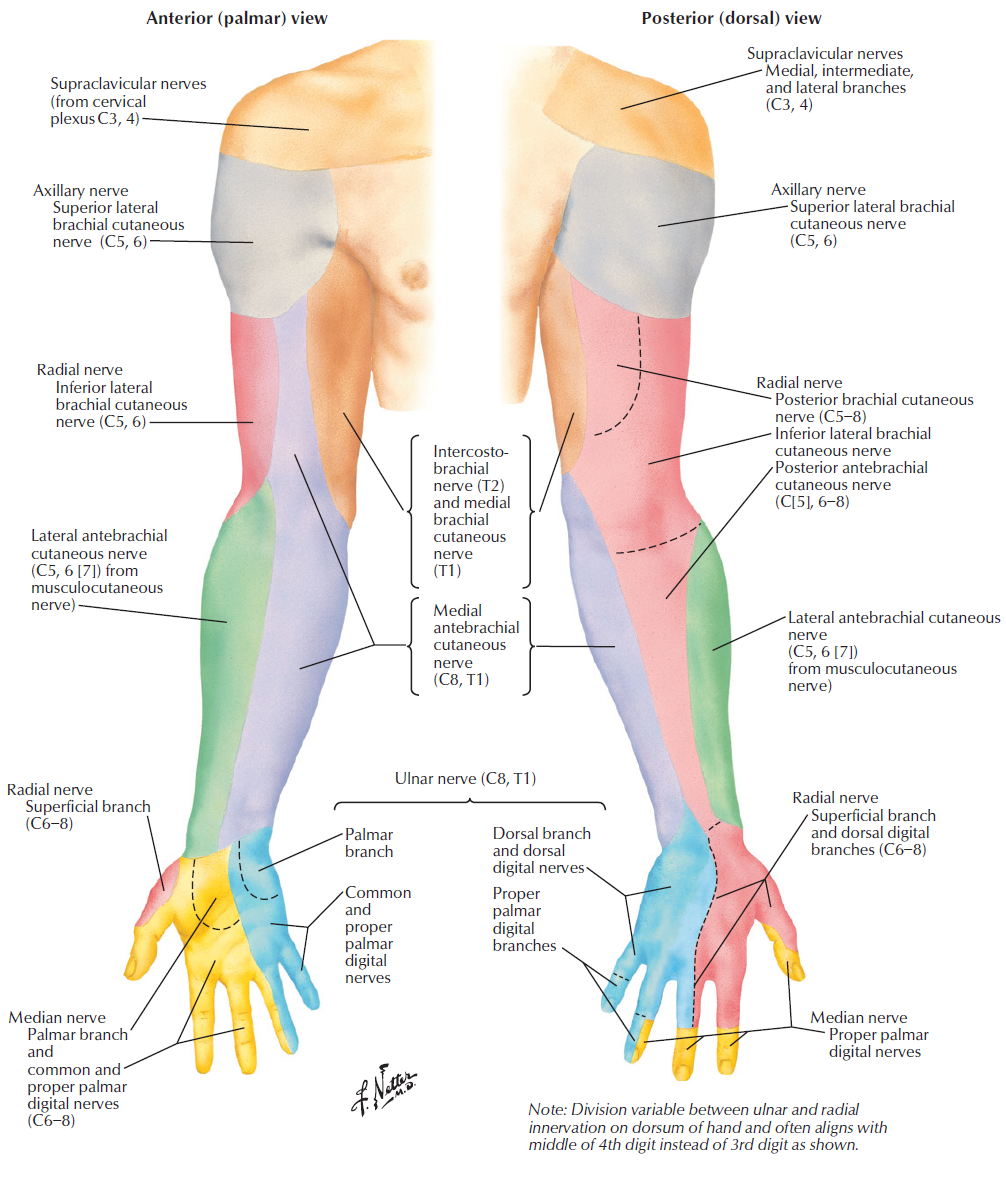 Anterior (palmar) view
Posterior (dorsal) view
Supraclavicular nerves
(from cervical
plexus C3, 4)
Supraclavicular nerves
Medial, intermediate,
and lateral branches
(C3, 4)
Axillary nerve
Superior lateral
brachial cutaneous
nerve (C5, 6)
Axillary nerve
Superior lateral brachial
cutaneous nerve
(C5, 6)
Radial nerve
Inferior lateral
brachial cutaneous
nerve (C5, 6)
Radial nerve
Posterior brachial cutaneous
nerve (C5–8)
Inferior lateral brachial
cutaneous nerve
Posterior antebrachial
cutaneous nerve
(C[5], 6–8)
Intercosto-
brachial
nerve (T2)
and medial
brachial
cutaneous
nerve
(T1)
Lateral antebrachial
cutaneous nerve
(C5, 6 [7]) from
musculocutaneous
nerve)
Medial
antebrachial
cutaneous
nerve
(C8, T1)
Lateral antebrachial cutaneous
nerve
(C5, 6 [7])
from musculocutaneous
nerve)
Ulnar nerve (C8, T1)
Radial nerve
Superficial branch
(C6–8)
Palmar
branch
Common
and
proper
palmar
digital
nerves
Dorsal branch
and dorsal
digital nerves
Proper
palmar
digital
branches
Radial nerve
Superficial branch
and dorsal digital
branches (C6–8)
Median nerve
Palmar branch
and
common and
proper palmar
digital nerves
(C6–8)
Median nerve
Proper palmar
digital nerves
f. Netter
M.D.
Note: Division variable between ulnar and radial
innervation on dorsum of hand and often aligns with
middle of 4th digit instead of 3rd digit as shown.